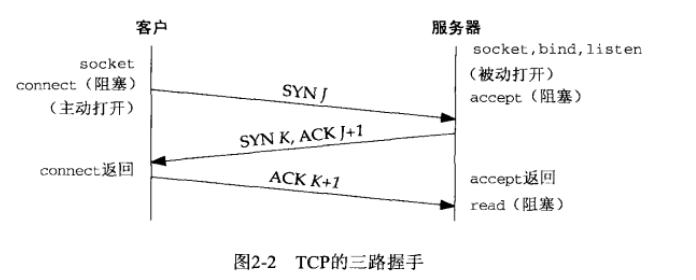 客户
服务器
socket
connect（阻塞）
（主动打开）
socket,bind,listen
（被动打开）
accept（阻塞）
SYN J
SYN K, ACK J+1
connect返回
ACK K+1
accept返回
read（阻塞）
图2-2 TCP的三路握手